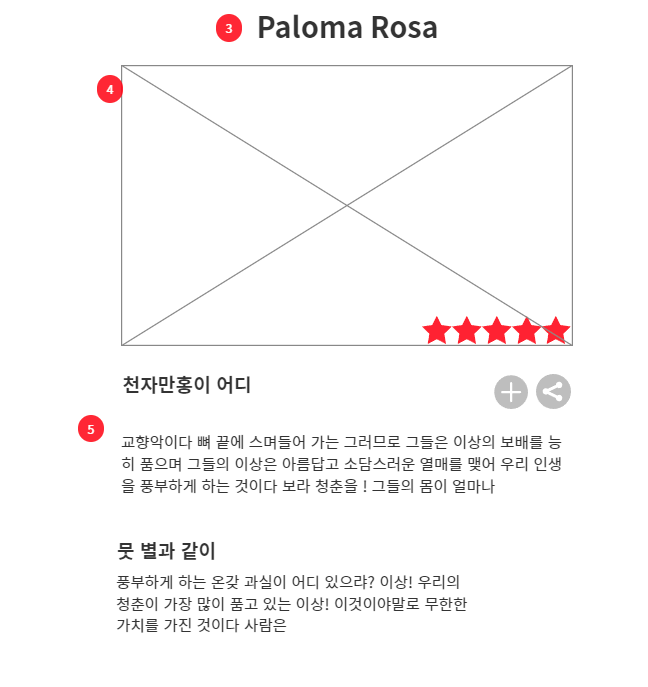 3 Paloma Rosa
4
천자만홍이 어디
5
교향악이다 뼈 끝에 스며들어 가는 그러므로 그들은 이상의 보배를 능
히 품으며 그들의 이상은 아름답고 소담스러운 열매를 맺어 우리 인생
을 풍부하게 하는 것이다 보라 청춘을 ! 그들의 몸이 얼마나
뭇 별과 같이
풍부하게 하는 온갖 과실이 어디 있으랴? 이상! 우리의
청춘이 가장 많이 품고 있는 이상! 이것이야말로 무한한
가치를 가진 것이다 사람은